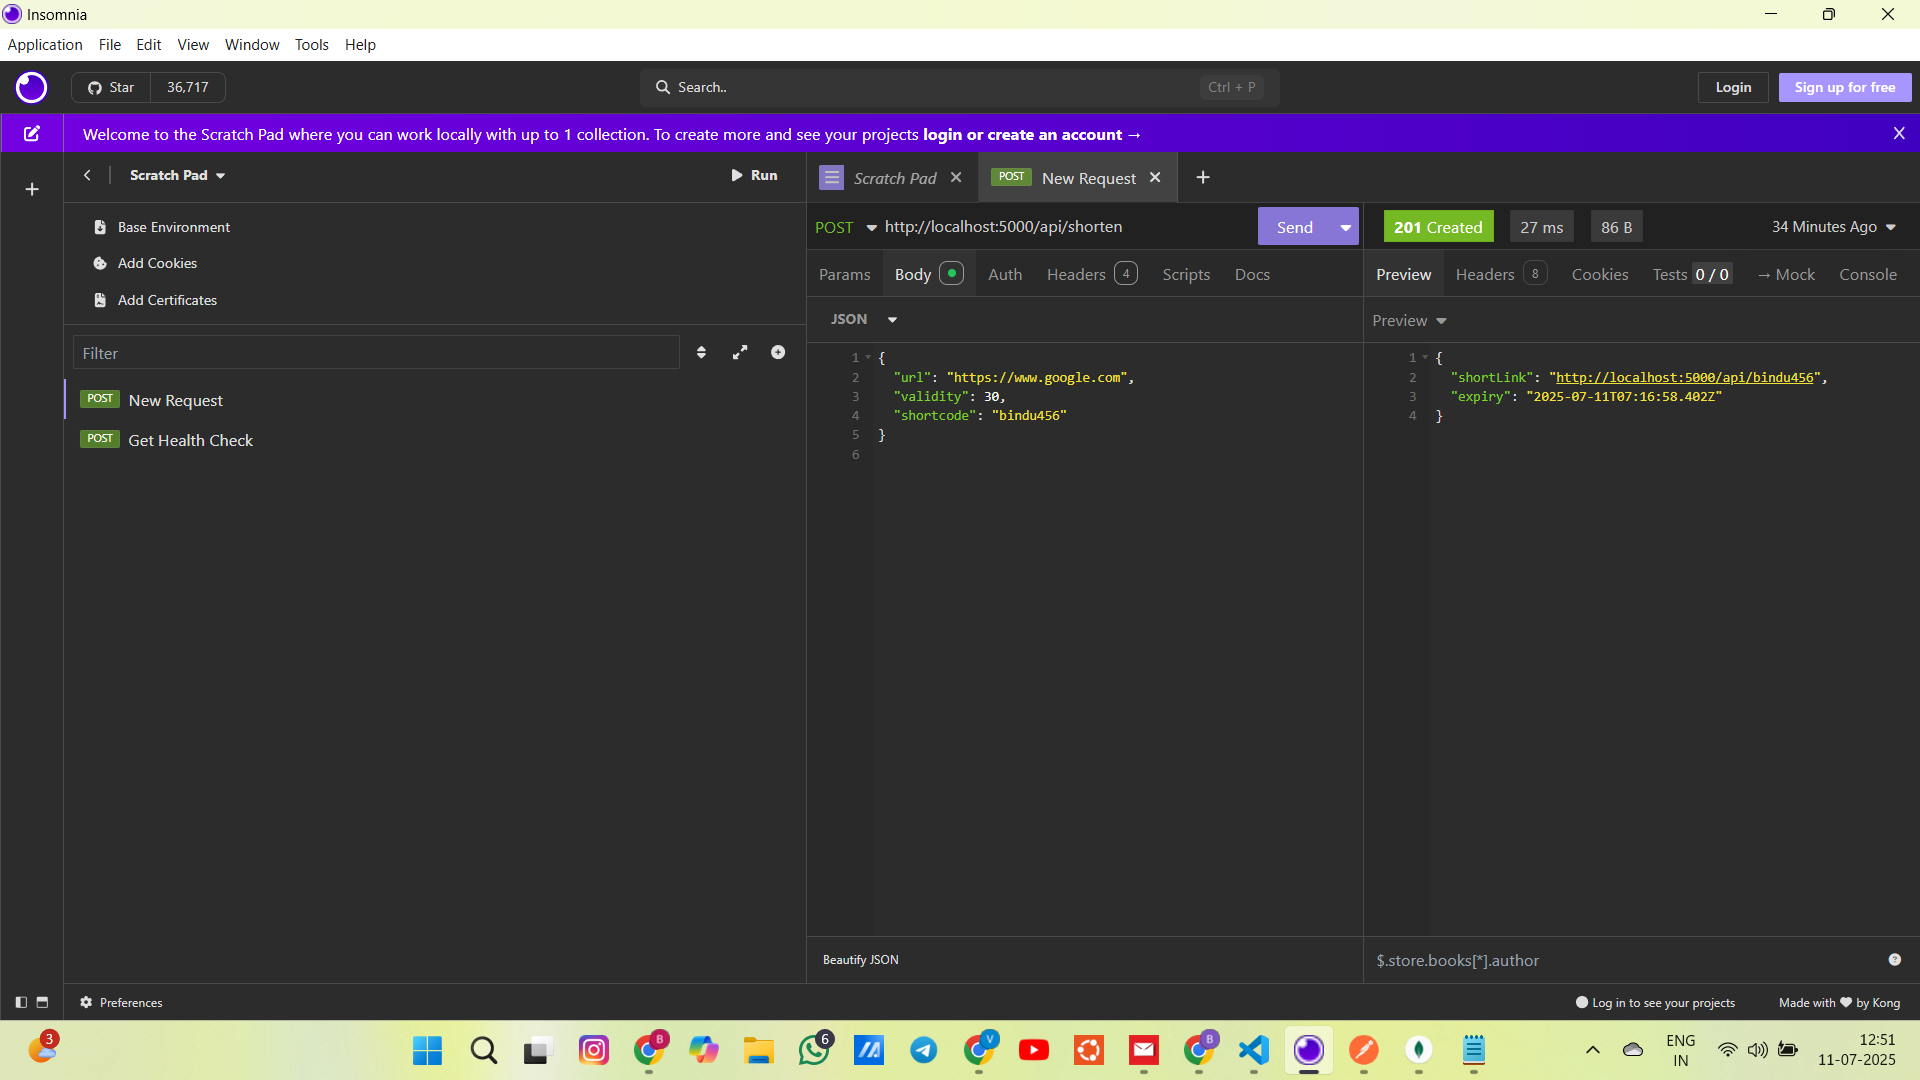 Insomnia
Application File Edit View Window Tools Help
Star 36,717
Search.. Ctrl + P
Login Sign up for free
Welcome to the Scratch Pad where you can work locally with up to 1 collection. To create more and see your projects login or create an account →
Scratch Pad
Run
Base Environment
Add Cookies
Add Certificates
Filter
POST New Request
POST Get Health Check
Scratch Pad
POST New Request
POST http://localhost:5000/api/shorten
Send
Params Body Auth Headers 4 Scripts Docs
JSON
1 {
2 "url": "https://www.google.com",
3 "validity": 30,
4 "shortcode": "bindu456"
5 }
6
Beautify JSON
201 Created 27 ms 86 B 34 Minutes Ago
Preview Headers 8 Cookies Tests 0 / 0 → Mock Console
Preview
1 {
2 "shortLink": "http://localhost:5000/api/bindu456",
3 "expiry": "2025-07-11T07:16:58.402Z"
4 }
$.store.books[*].author
Preferences
Log in to see your projects
Made with ♥ by Kong
3
B
6
V
B
ENG
IN
12:51
11-07-2025